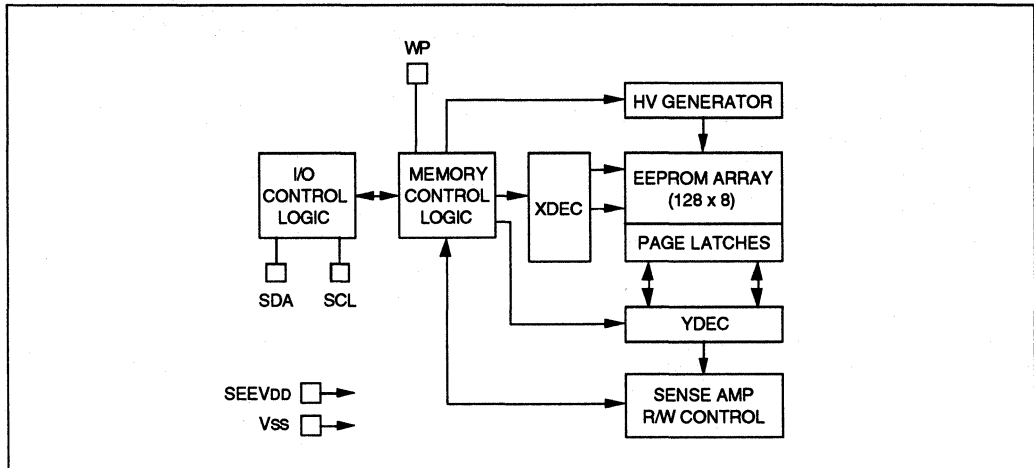 WP
HV GENERATOR
I/O
CONTROL
LOGIC
MEMORY
CONTROL
LOGIC
XDEC
EEPROM ARRAY
(128 x 8)
PAGE LATCHES
SDA
SCL
YDEC
SEEVDD
VSS
SENSE AMP
R/W CONTROL